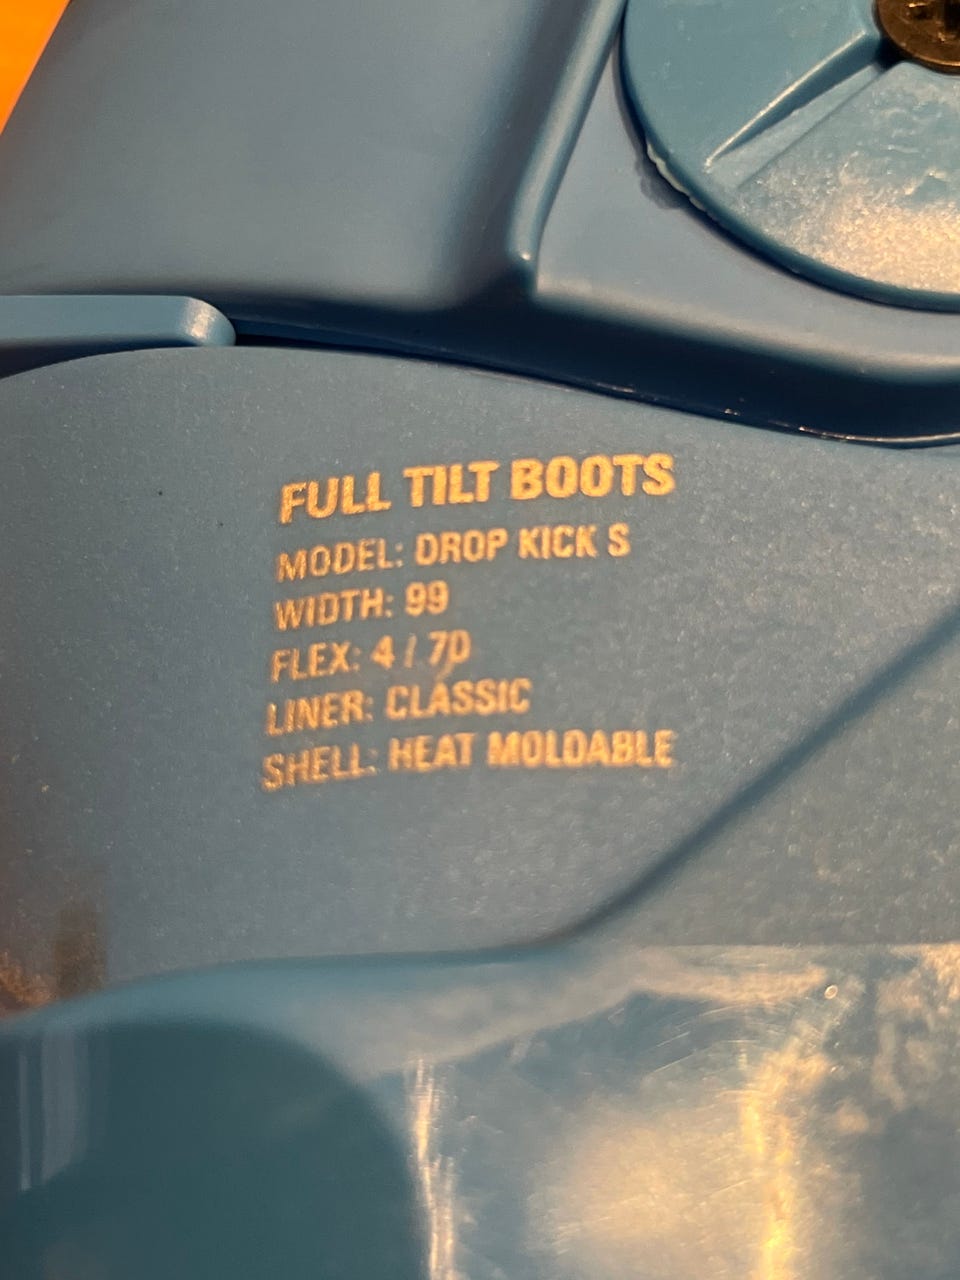 FULL TILT BOOTS
MODEL: DROP KICK S
WIDTH: 99
FLEX: 4 / 70
LINER: CLASSIC
SHELL: HEAT MOLDABLE